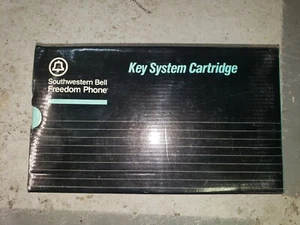 Southwestern Bell
Freedom Phone®
Key System Cartridge